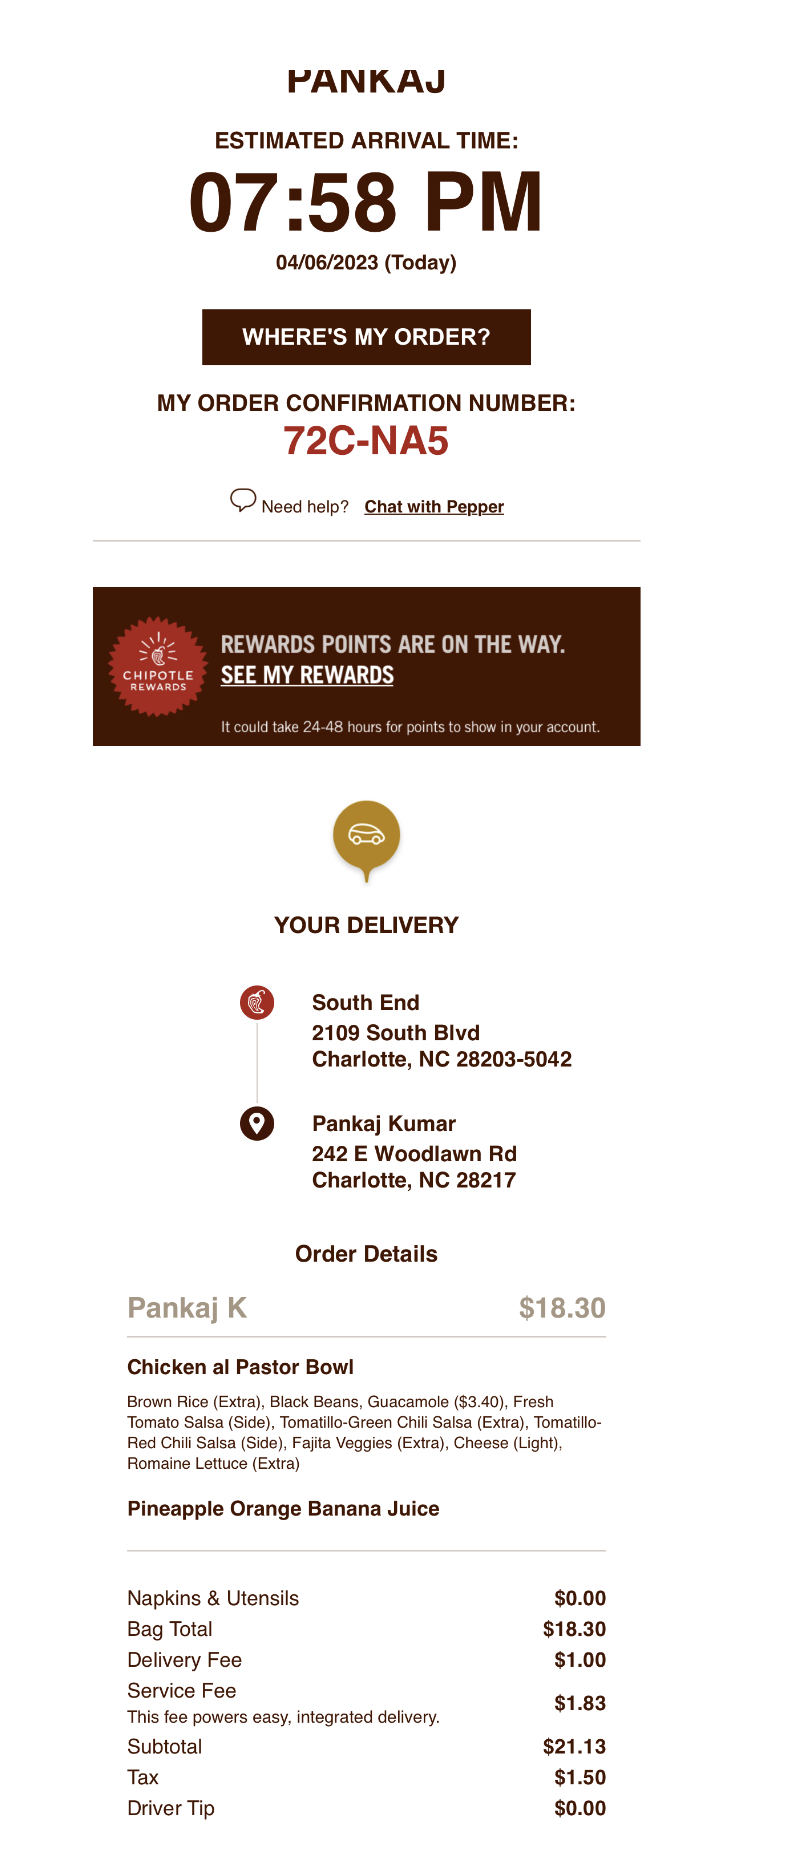 PANKAJ
ESTIMATED ARRIVAL TIME:
07:58 PM
04/06/2023 (Today)
WHERE'S MY ORDER?
MY ORDER CONFIRMATION NUMBER:
72C-NA5
Need help? Chat with Pepper
CHIPOTLE
REWARDS
REWARDS POINTS ARE ON THE WAY.
SEE MY REWARDS
It could take 24-48 hours for points to show in your account.
YOUR DELIVERY
South End
2109 South Blvd
Charlotte, NC 28203-5042
Pankaj Kumar
242 E Woodlawn Rd
Charlotte, NC 28217
Order Details
Pankaj K $18.30
Chicken al Pastor Bowl
Brown Rice (Extra), Black Beans, Guacamole ($3.40), Fresh
Tomato Salsa (Side), Tomatillo-Green Chili Salsa (Extra), Tomatillo-
Red Chili Salsa (Side), Fajita Veggies (Extra), Cheese (Light),
Romaine Lettuce (Extra)
Pineapple Orange Banana Juice
Napkins & Utensils $0.00
Bag Total $18.30
Delivery Fee $1.00
Service Fee $1.83
This fee powers easy, integrated delivery.
Subtotal $21.13
Tax $1.50
Driver Tip $0.00